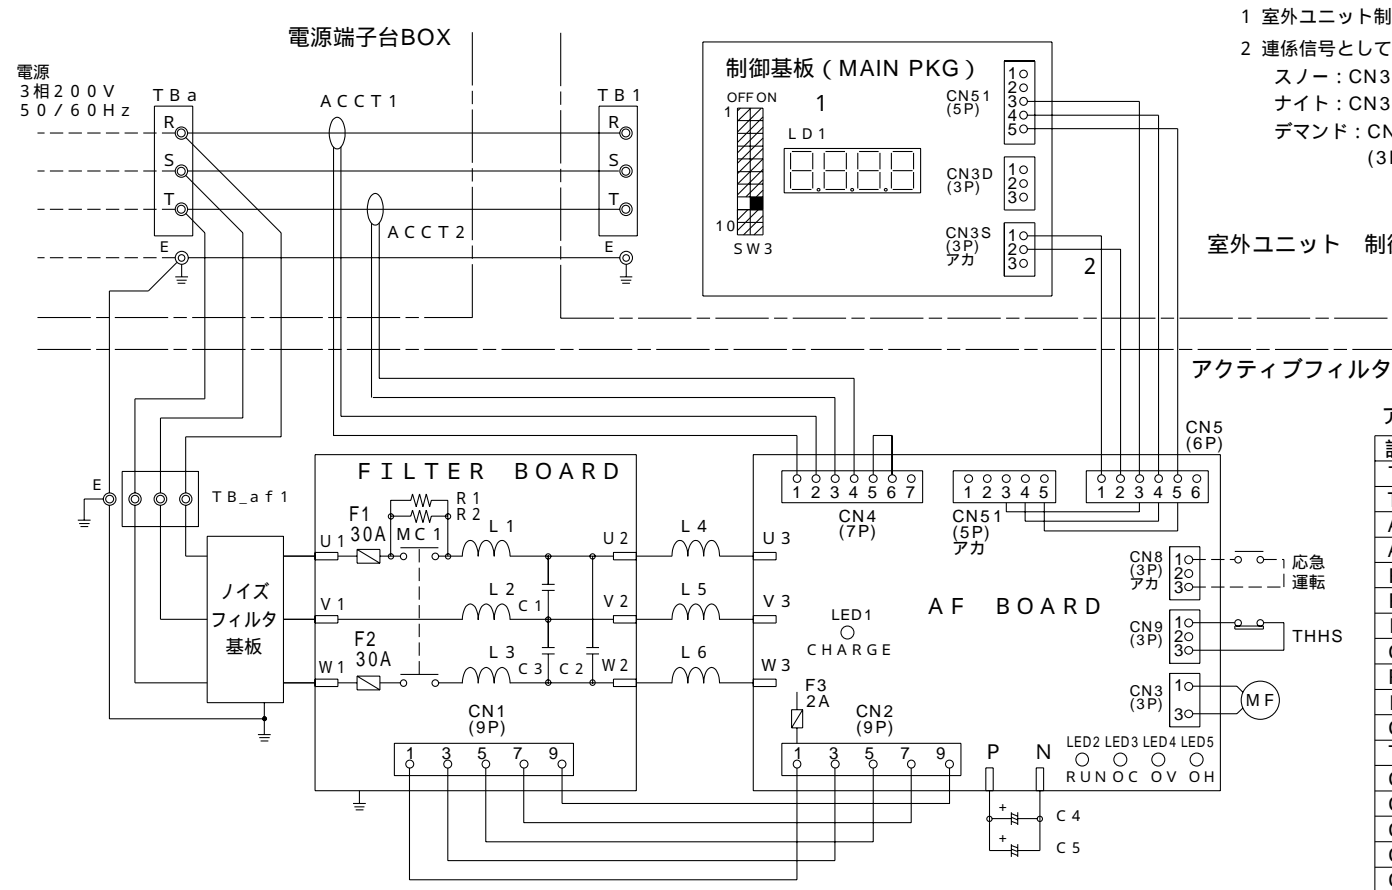 電源端子台BOX
電源
3相200V
50/60Hz
TBa
R
S
T
E
ACCT1
ACCT2
TB1
R
S
T
E
制御基板(MAIN PKG)
OFF ON
1
10
SW3
1
LD1
CN51
(5P)
1
2
3
4
5
CN3D
(3P)
1
2
3
CN3S
(3P)
アカ
1
2
3
2
1 室外ユニット制
2 連係信号として
スノー:CN3
ナイト:CN3
デマンド:CN
(3
室外ユニット 制
アクティブフィルタ
E
TB_af1
ノイズ
フィルタ
基板
FILTER BOARD
R1
R2
F1
30A
MC1
U1
L1
U2
V1
L2
C1
V2
F2
30A
W1
L3
C3
C2
W2
CN1
(9P)
1 3 5 7 9
L4
L5
L6
U3
V3
W3
1 2 3 4 5 6 7
CN4
(7P)
1 2 3 4 5
CN51
(5P)
アカ
CN5
(6P)
1 2 3 4 5 6
AF BOARD
LED1
CHARGE
F3
2A
CN2
(9P)
1 3 5 7 9
CN8
(3P)
アカ
1
2
3
応急
運転
CN9
(3P)
1
2
3
THHS
CN3
(3P)
1
3
MF
P N
LED2 LED3 LED4 LED5
RUN OC OV OH
+
C4
+
C5